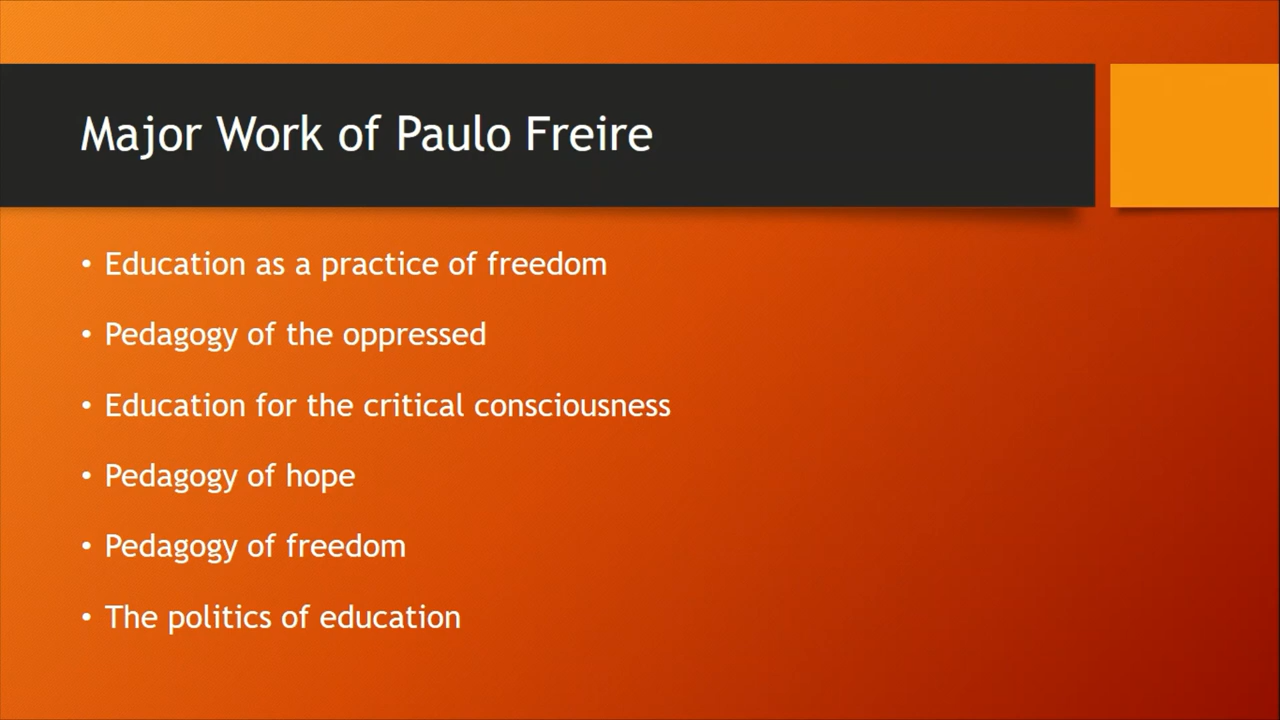 Major Work of Paulo Freire
• Education as a practice of freedom
• Pedagogy of the oppressed
• Education for the critical consciousness
• Pedagogy of hope
• Pedagogy of freedom
• The politics of education